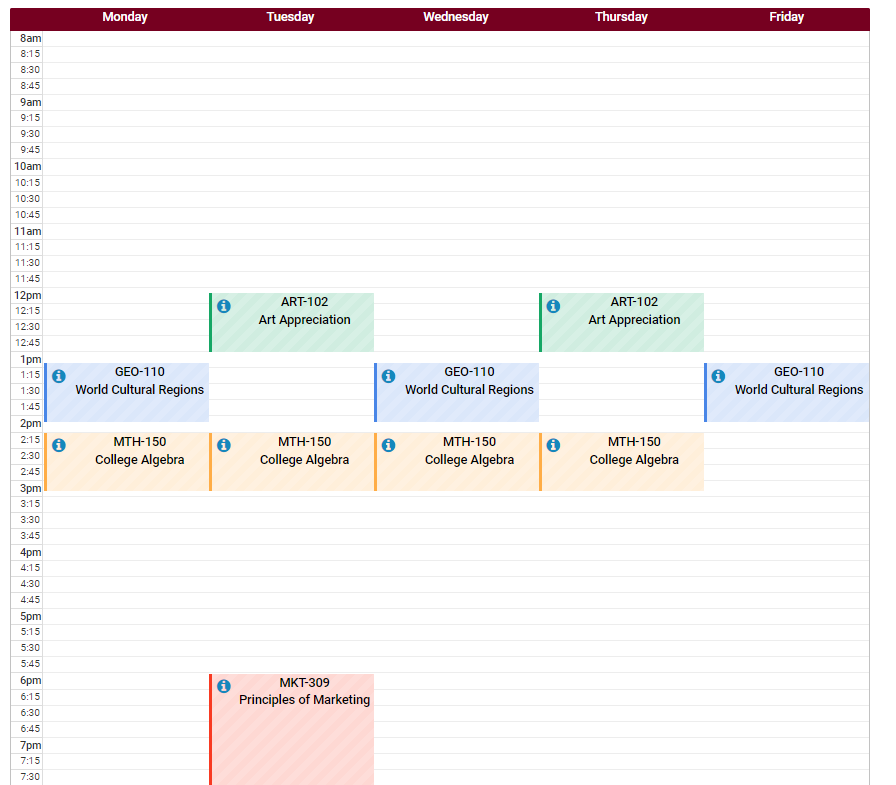 Monday Tuesday Wednesday Thursday Friday
8am
8:15
8:30
8:45
9am
9:15
9:30
9:45
10am
10:15
10:30
10:45
11am
11:15
11:30
11:45
12pm ART-102 ART-102
12:15 Art Appreciation Art Appreciation
12:30
12:45
1pm
1:15 GEO-110 GEO-110 GEO-110
1:30 World Cultural Regions World Cultural Regions World Cultural Regions
1:45
2pm
2:15 MTH-150 MTH-150 MTH-150 MTH-150
2:30 College Algebra College Algebra College Algebra College Algebra
2:45
3pm
3:15
3:30
3:45
4pm
4:15
4:30
4:45
5pm
5:15
5:30
5:45
6pm MKT-309
6:15 Principles of Marketing
6:30
6:45
7pm
7:15
7:30